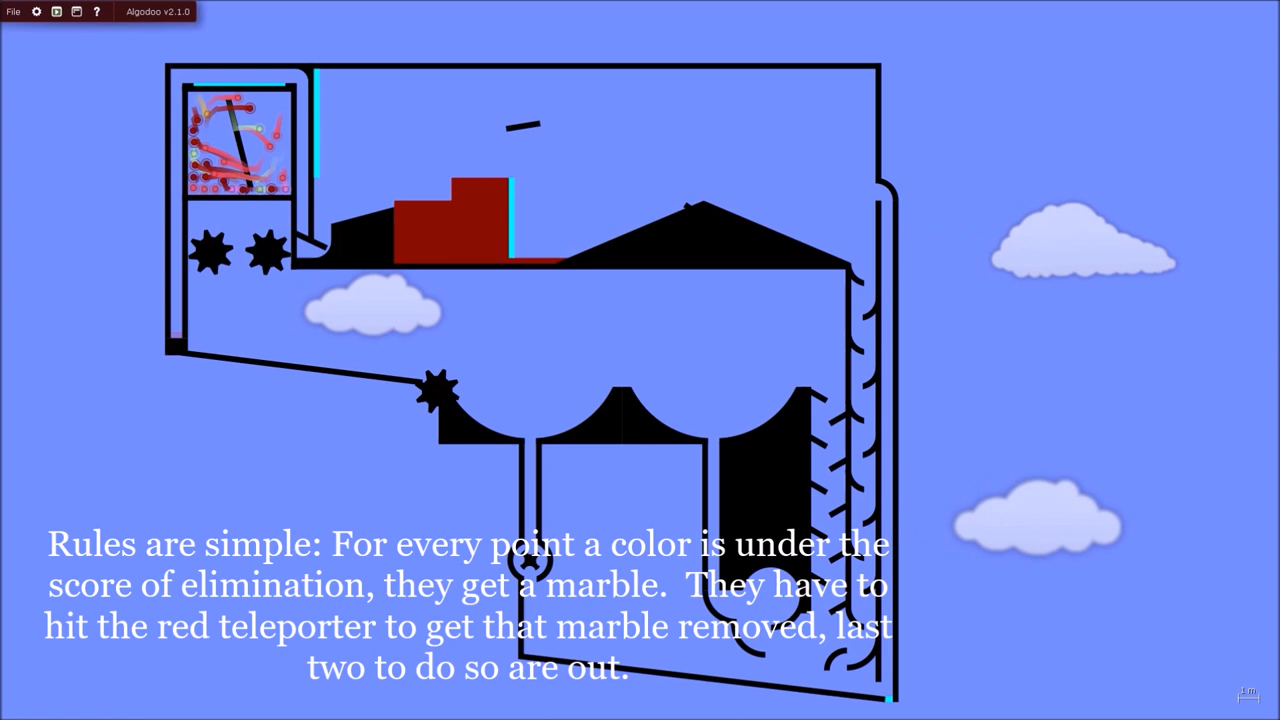 File ? Algodoo v2.1.0
Rules are simple: For every point a color is under the
score of elimination, they get a marble. They have to
hit the red teleporter to get that marble removed, last
two to do so are out.
1 m